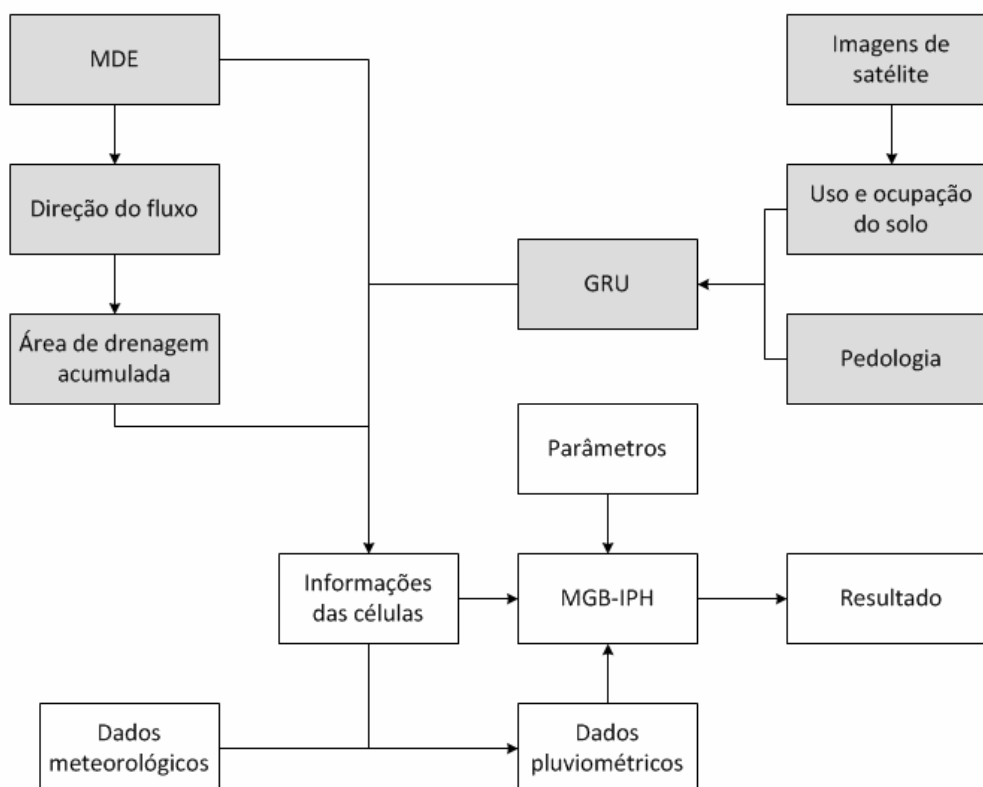 MDE
Imagens de
satélite
Direção do fluxo
Uso e ocupação
do solo
GRU
Área de drenagem
acumulada
Pedologia
Parâmetros
Informações
das células
MGB-IPH
Resultado
Dados
meteorológicos
Dados
pluviométricos